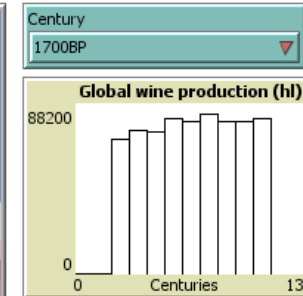 Century
1700BP
Global wine production (hl)
88200
0
0 Centuries 13